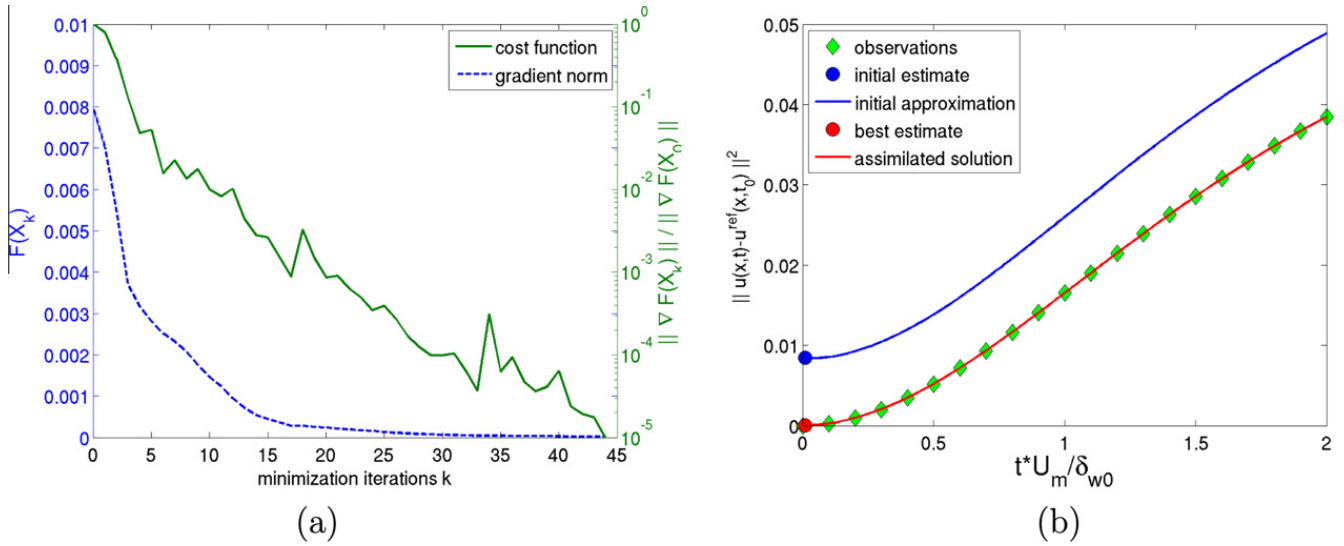 0.01
0.009
0.008
0.007
0.006
0.005
0.004
0.003
0.002
0.001
0
F(X_k)
cost function
gradient norm
10^0
10^-1
10^-2
10^-3
10^-4
10^-5
|| ∇ F(X_k) || / || ∇ F(X_0) ||
0 5 10 15 20 25 30 35 40 45
minimization iterations k
(a)
0.05
0.04
0.03
0.02
0.01
0
|| u(x,t)-u^ref(x,t_0) ||^2
observations
initial estimate
initial approximation
best estimate
assimilated solution
0 0.5 1 1.5 2
t*U_m/δ_w0
(b)